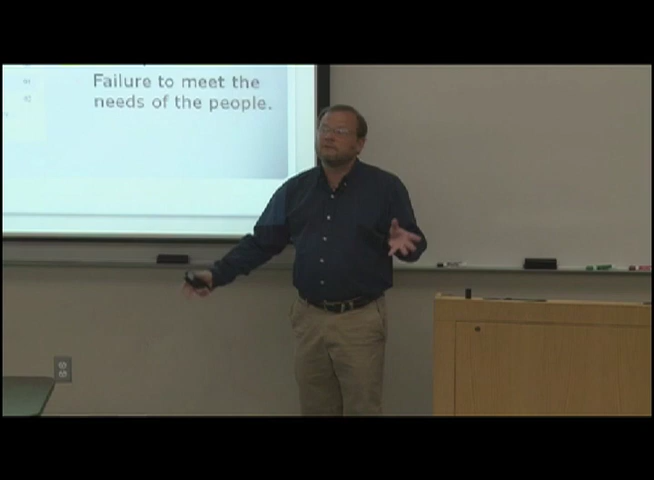 Failure to meet the
needs of the people.